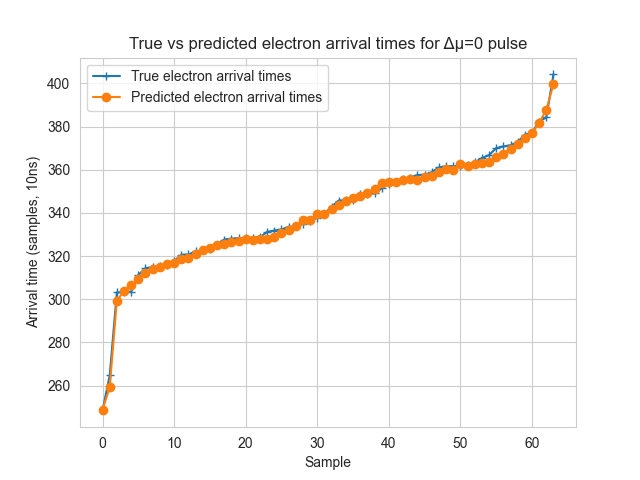 True vs predicted electron arrival times for Δμ=0 pulse
True electron arrival times
Predicted electron arrival times
Arrival time (samples, 10ns)
400
380
360
340
320
300
280
260
0 10 20 30 40 50 60
Sample